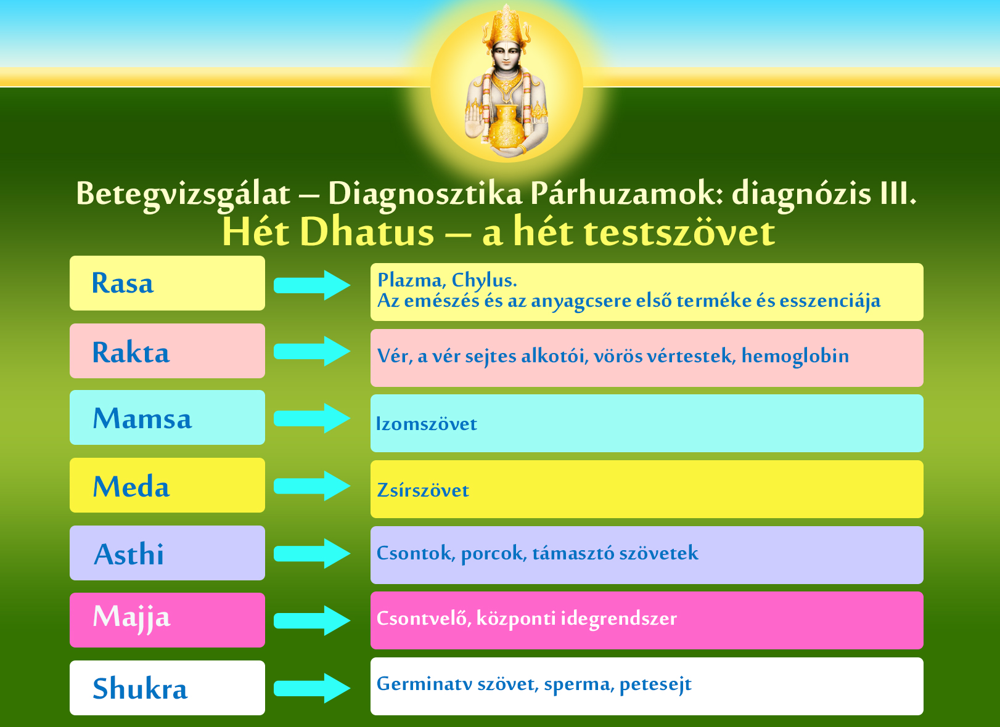 Betegvizsgálat – Diagnosztika Párhuzamok: diagnózis III.
Hét Dhatus – a hét testszövet
Rasa
Plazma, Chylus.
Az emészés és az anyagcsere első terméke és esszenciája
Rakta
Vér, a vér sejtes alkotói, vörös vértestek, hemoglobin
Mamsa
Izomszövet
Meda
Zsírszövet
Asthi
Csontok, porcok, támasztó szövetek
Majja
Csontvelő, központi idegrendszer
Shukra
Germinatv szövet, sperma, petesejt